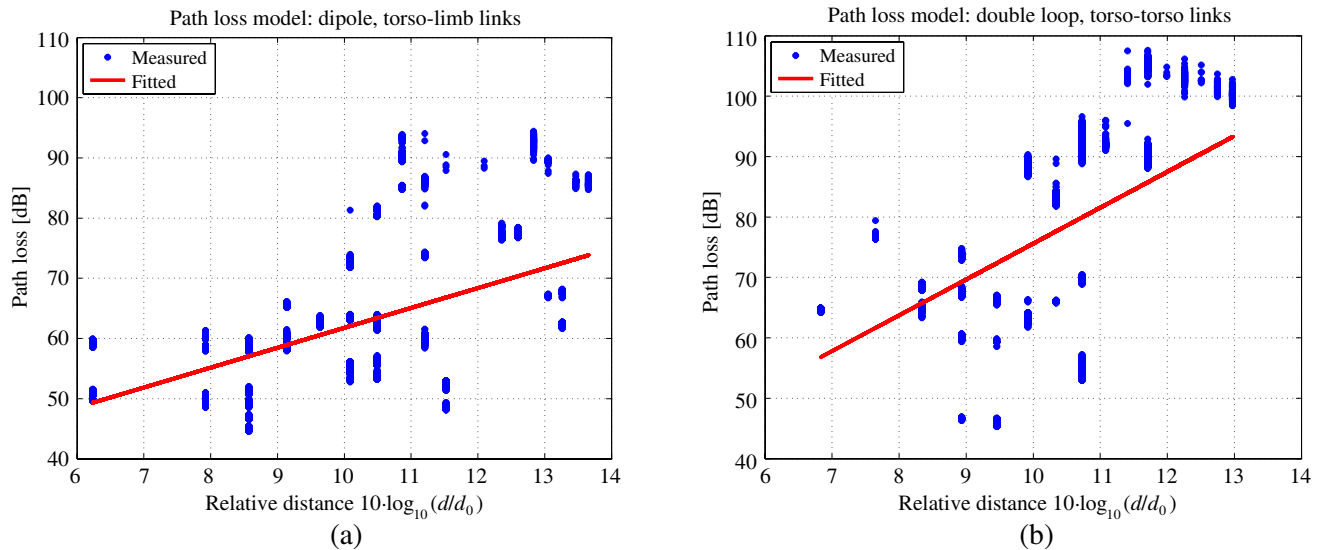 Path loss model: dipole, torso-limb links
110
100
90
80
70
60
50
40
Path loss [dB]
Measured
Fitted
6 7 8 9 10 11 12 13 14
Relative distance 10·log10(d/d0)
(a)
Path loss model: double loop, torso-torso links
110
100
90
80
70
60
50
40
Path loss [dB]
Measured
Fitted
6 7 8 9 10 11 12 13 14
Relative distance 10·log10(d/d0)
(b)